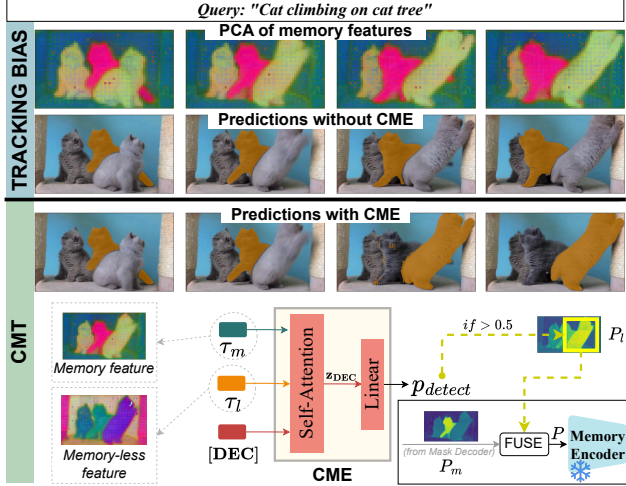 Query: "Cat climbing on cat tree"
TRACKING BIAS
PCA of memory features
Predictions without CME
CMT
Predictions with CME
Memory feature
Memory-less
feature
τm
τl
[DEC]
Self-Attention
zDEC
Linear
CME
pdetect
if > 0.5
Pl
(from Mask Decoder)
Pm
FUSE
P
Memory
Encoder